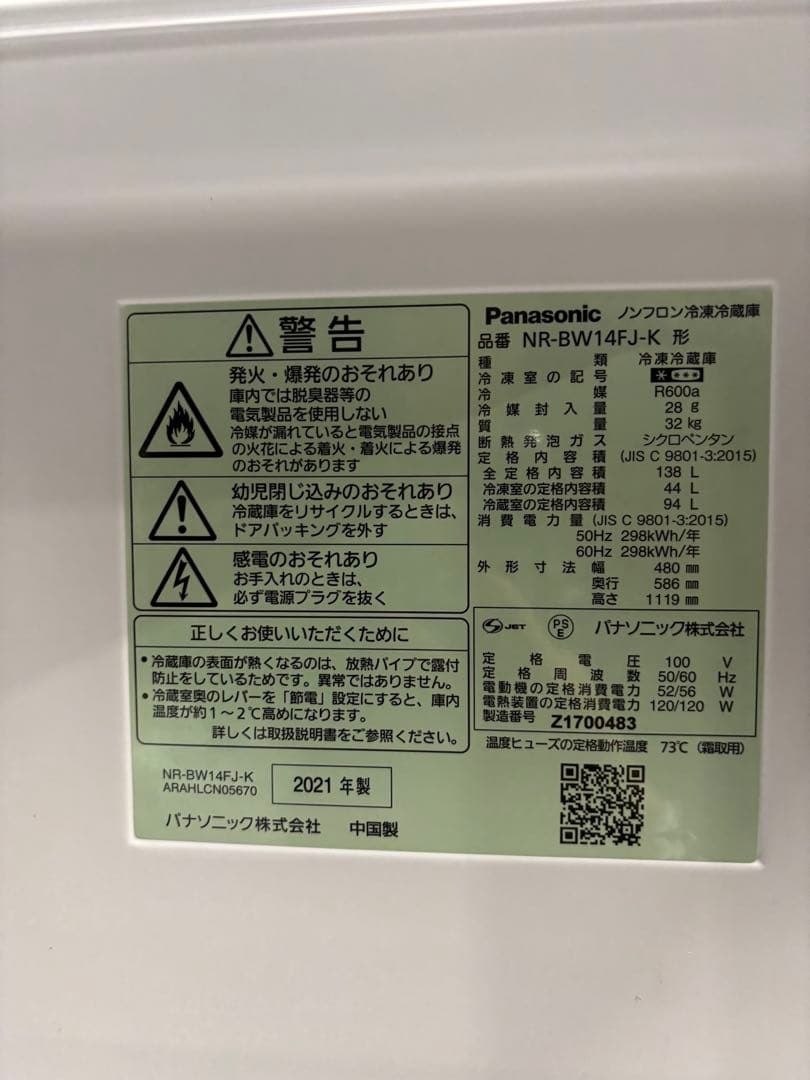 警告
発火・爆発のおそれあり
庫内では脱臭器等の
電気製品を使用しない
冷媒が漏れていると電気製品の接点
の火花による着火・着火による爆発
のおそれがあります
幼児閉じ込みのおそれあり
冷蔵庫をリサイクルするときは、
ドアパッキングを外す
感電のおそれあり
お手入れのときは、
必ず電源プラグを抜く
正しくお使いいただくために
•冷蔵庫の表面が熱くなるのは、放熱パイプで露付
防止をしているためです。異常ではありません。
•冷蔵室奥のレバーを「節電」設定にすると、庫内
温度が約1～2℃高めになります。
詳しくは取扱説明書をご参照ください。
NR-BW14FJ-K
ARAHLCN05670
2021 年製
パナソニック株式会社 中国製
Panasonic ノンフロン冷凍冷蔵庫
品番 NR-BW14FJ-K 形
種類 冷凍冷蔵庫
冷凍室の記号
冷媒 R600a
冷媒封入量 28 g
質量 32 kg
断熱発泡ガス シクロペンタン
定格内容積 (JIS C 9801-3:2015)
全定格内容積 138 L
冷凍室の定格内容積 44 L
冷蔵室の定格内容積 94 L
消費電力量 (JIS C 9801-3:2015)
50Hz 298kWh/年
60Hz 298kWh/年
外形寸法 幅 480 mm
奥行 586 mm
高さ 1119 mm
JET PSE パナソニック株式会社
定格電圧 100 V
定格周波数 50/60 Hz
電動機の定格消費電力 52/56 W
電熱装置の定格消費電力 120/120 W
製造番号 Z1700483
温度ヒューズの定格動作温度 73℃（霜取用）